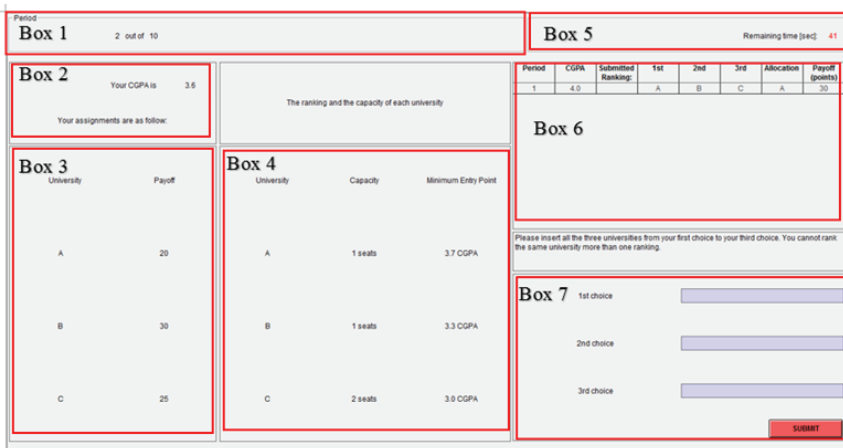 Period
Box 1
2 out of 10
Box 5
Remaining time [sec]: 41
Box 2
Your CGPA is 3.6
Your assignments are as follow:
The ranking and the capacity of each university
Period CGPA Submitted Ranking: 1st 2nd 3rd Allocation Payoff (points)
1 4.0 A B C A 30
Box 6
Box 3
University Payoff
A 20
B 30
C 25
Box 4
University Capacity Minimum Entry Point
A 1 seats 3.7 CGPA
B 1 seats 3.3 CGPA
C 2 seats 3.0 CGPA
Please insert all the three universities from your first choice to your third choice. You cannot rank
the same university more than one ranking.
Box 7
1st choice
2nd choice
3rd choice
SUBMIT